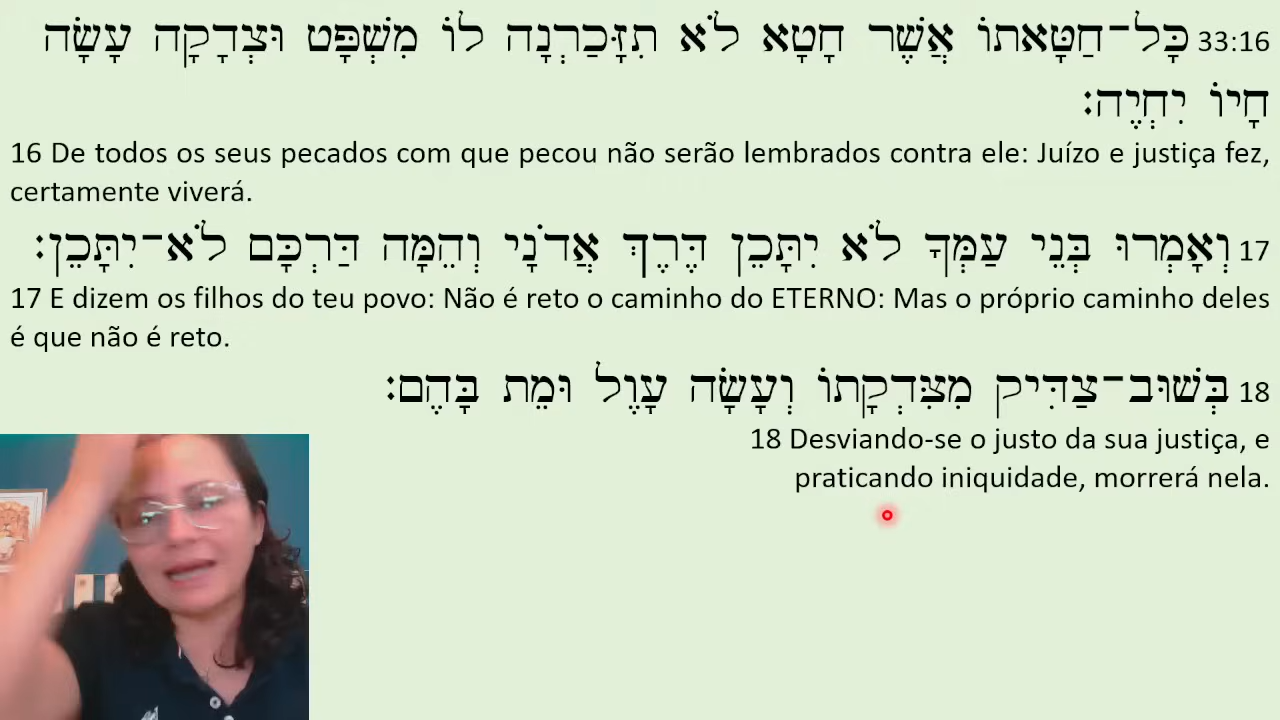 33:16 כָּל־חַטָּאתוֹ אֲשֶׁר חָטָא לֹא תִזָּכַרְנָה לוֹ מִשְׁפָּט וּצְדָקָה עָשָׂה
חָיוֹ יִחְיֶה׃
16 De todos os seus pecados com que pecou não serão lembrados contra ele: Juízo e justiça fez,
certamente viverá.
17 וְאָמְרוּ בְּנֵי עַמְּךָ לֹא יִתָּכֵן דֶּרֶךְ אֲדֹנָי וְהֵמָּה דַּרְכָּם לֹא־יִתָּכֵן׃
17 E dizem os filhos do teu povo: Não é reto o caminho do ETERNO: Mas o próprio caminho deles
é que não é reto.
18 בְּשׁוּב־צַדִּיק מִצִּדְקָתוֹ וְעָשָׂה עָוֶל וּמֵת בָּהֶם׃
18 Desviando-se o justo da sua justiça, e
praticando iniquidade, morrerá nela.